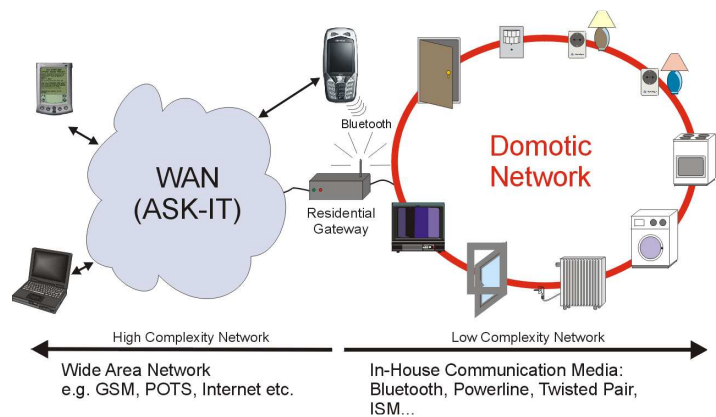 Bluetooth
WAN
(ASK-IT)
Domotic
Network
Residential
Gateway
High Complexity Network
Low Complexity Network
Wide Area Network
e.g. GSM, POTS, Internet etc.
In-House Communication Media:
Bluetooth, Powerline, Twisted Pair,
ISM...